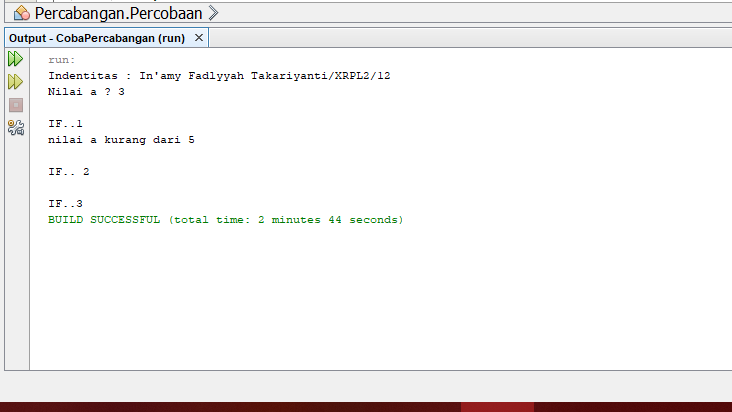 Percabangan.Percobaan
Output - CobaPercabangan (run)
run:
Indentitas : In'amy Fadlyyah Takariyanti/XRPL2/12
Nilai a ? 3
IF..1
nilai a kurang dari 5
IF.. 2
IF..3
BUILD SUCCESSFUL (total time: 2 minutes 44 seconds)